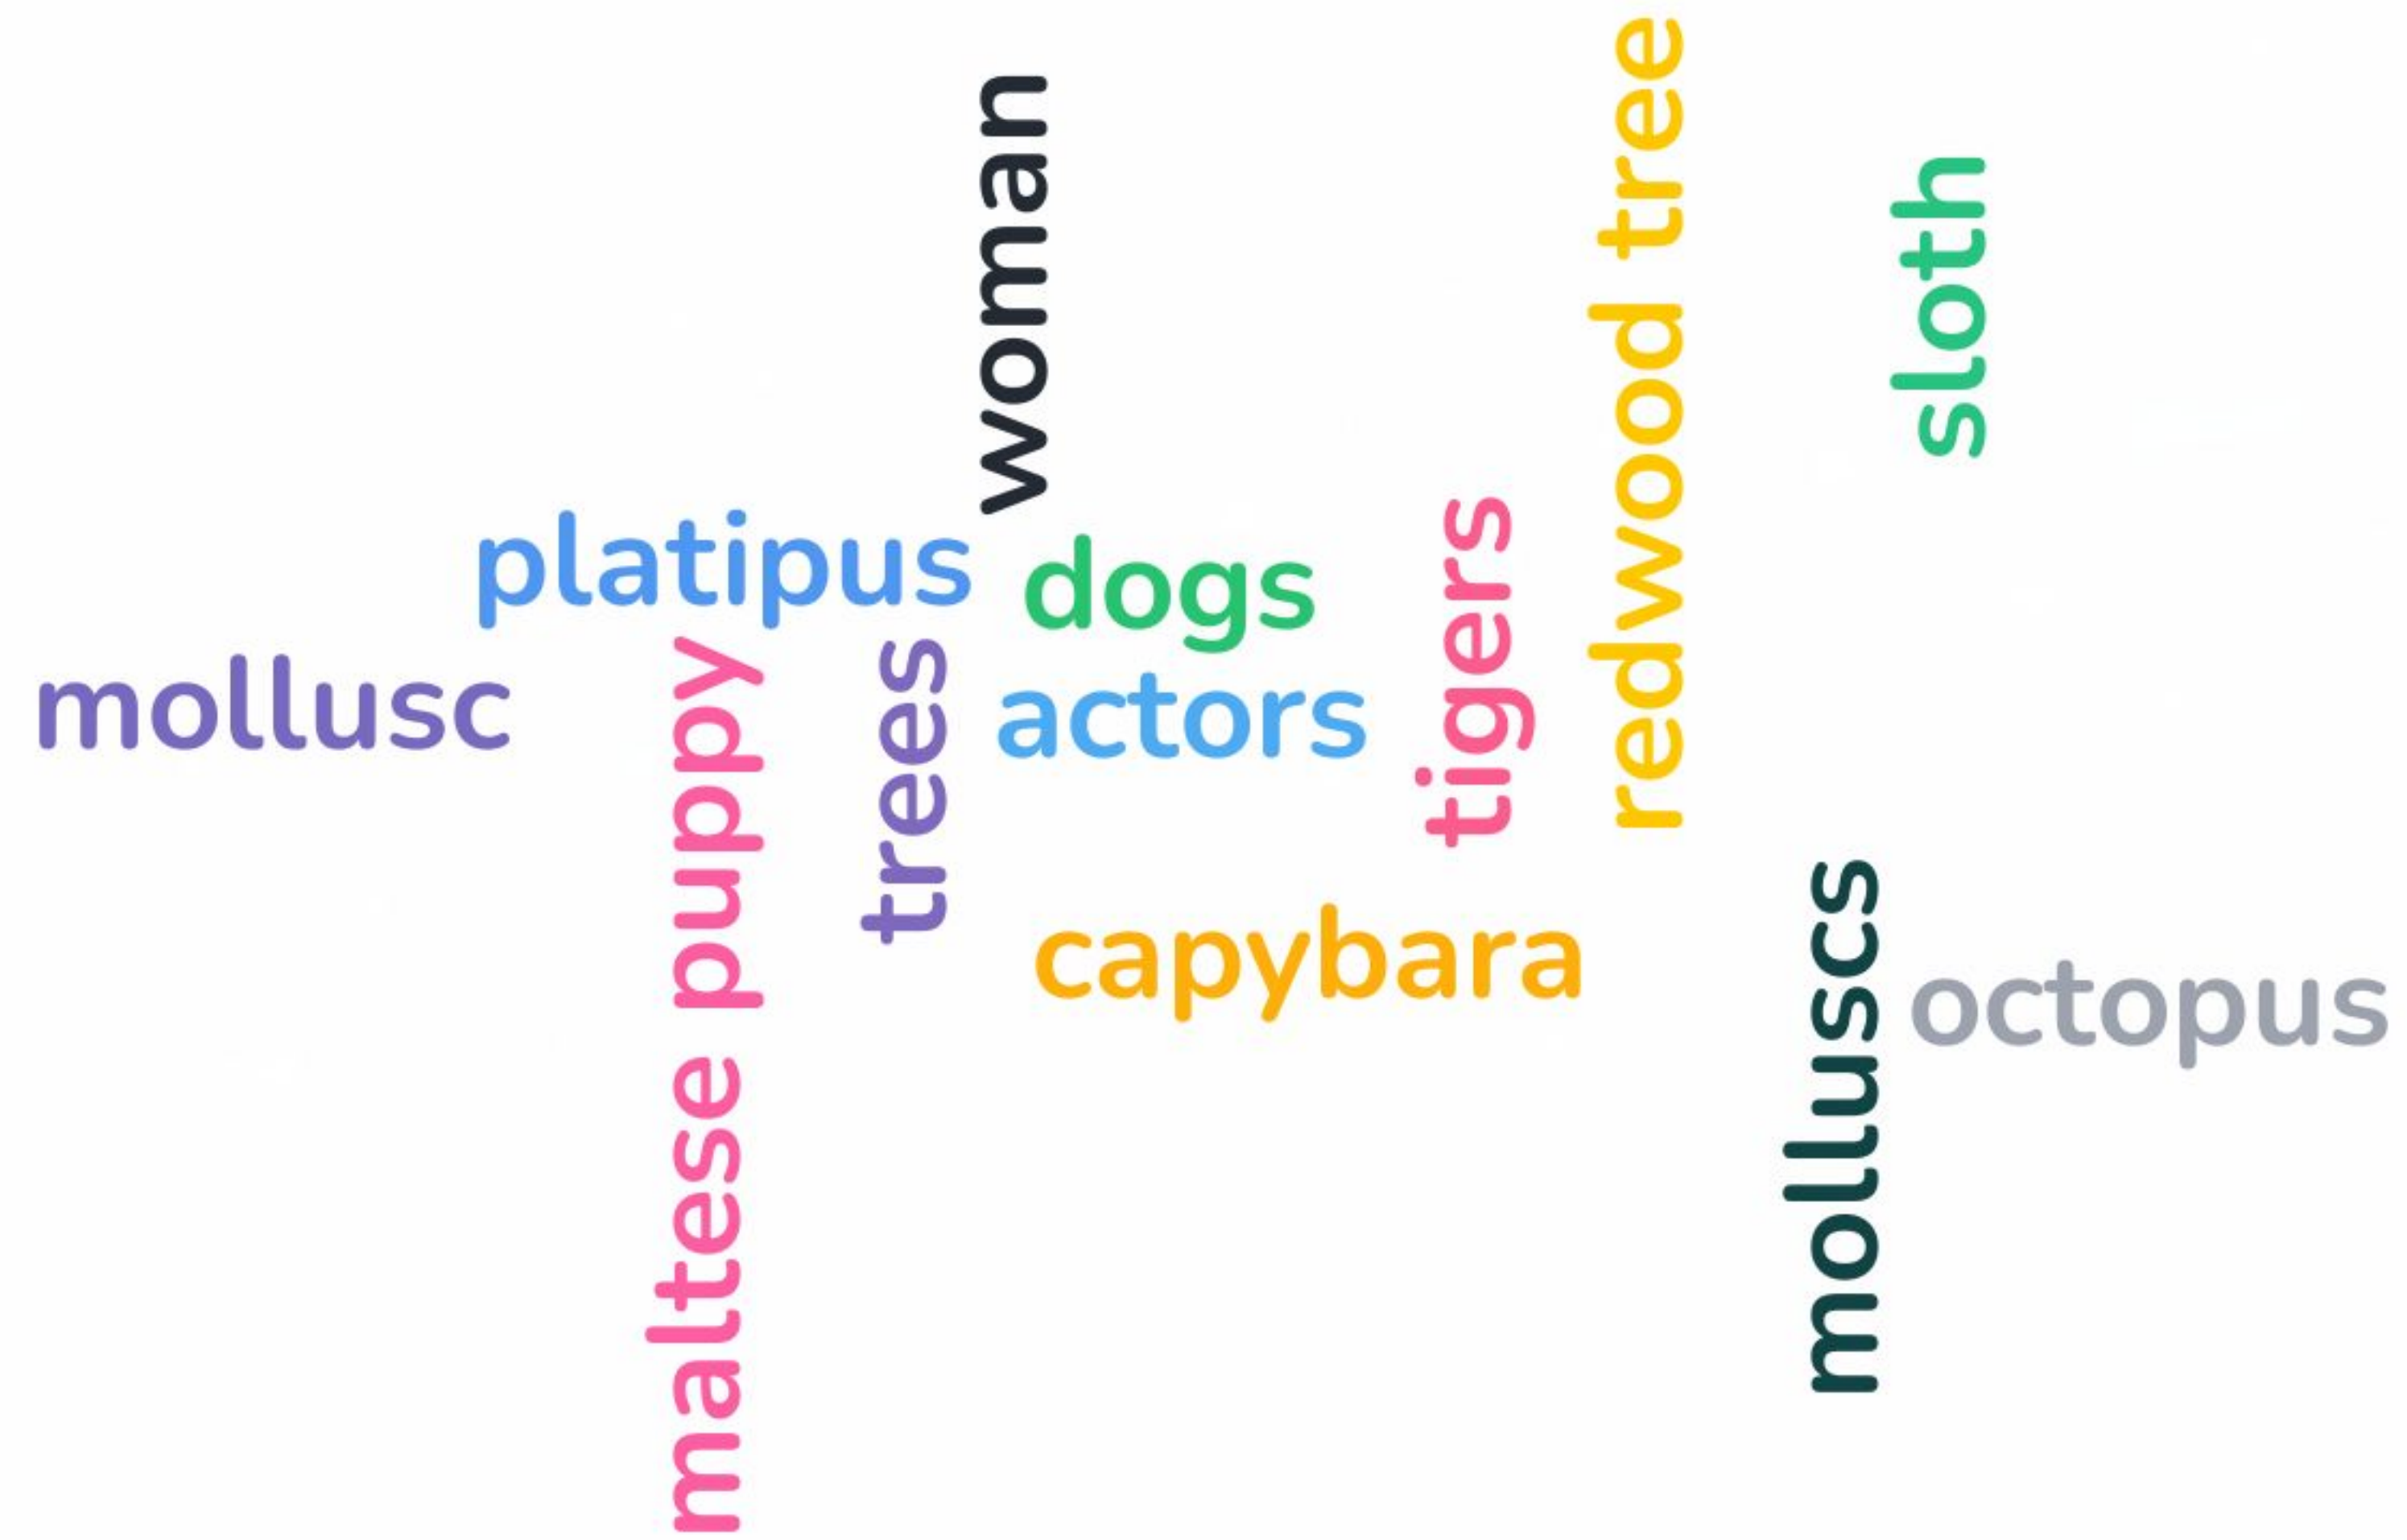 woman
redwood tree
sloth
platipus
dogs
tigers
mollusc
maltese puppy
trees
actors
capybara
molluscs
octopus